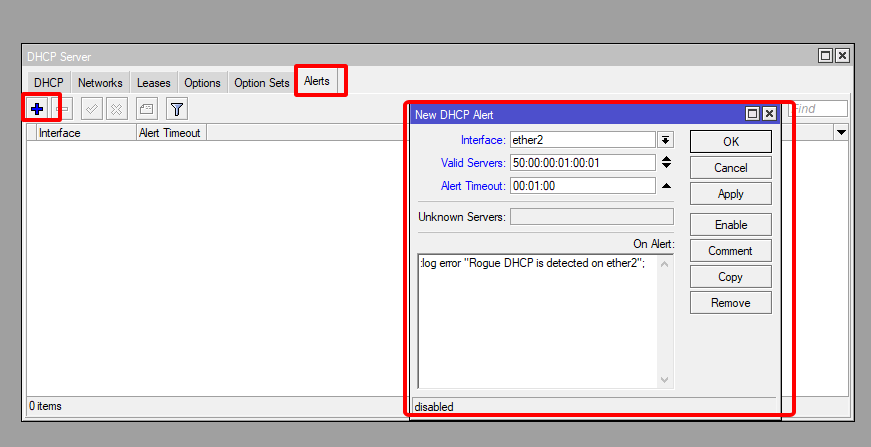 DHCP Server
DHCP Networks Leases Options Option Sets Alerts
Find
Interface Alert Timeout
New DHCP Alert
Interface: ether2
Valid Servers: 50:00:00:01:00:01
Alert Timeout: 00:01:00
Unknown Servers:
On Alert:
:log error "Rogue DHCP is detected on ether2";
OK
Cancel
Apply
Enable
Comment
Copy
Remove
0 items
disabled